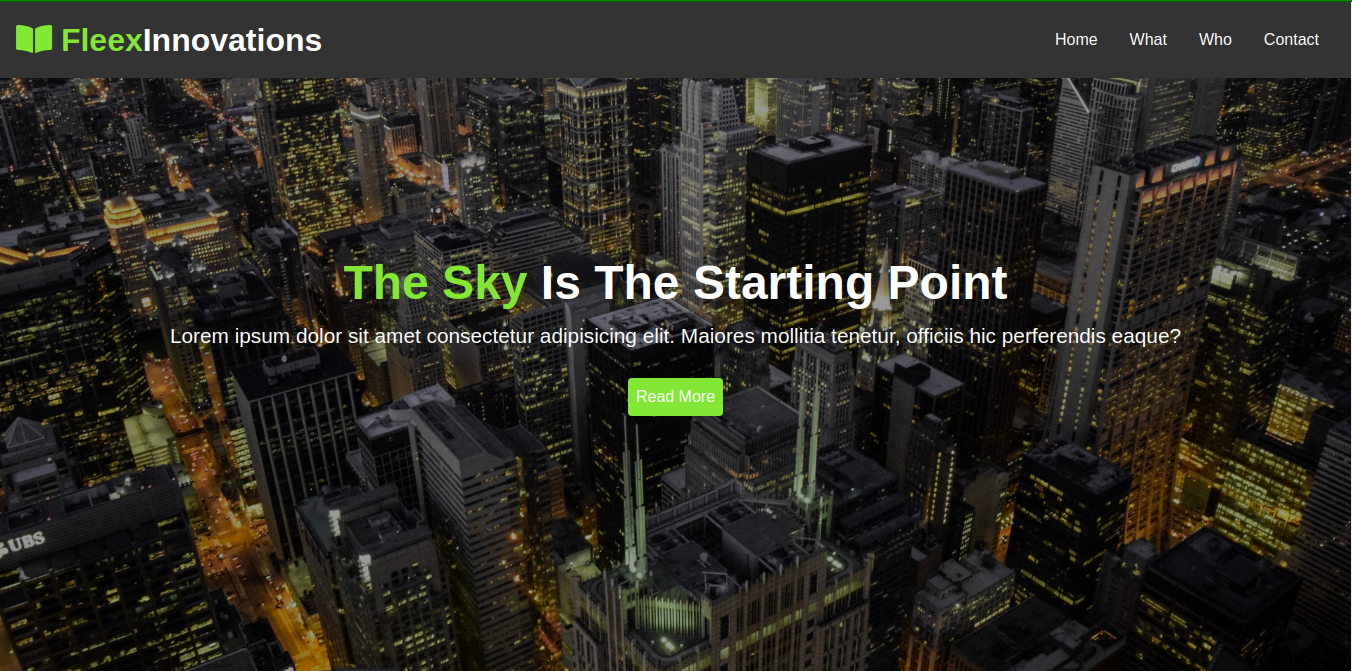 FleexInnovations
Home What Who Contact
The Sky Is The Starting Point
Lorem ipsum dolor sit amet consectetur adipisicing elit. Maiores mollitia tenetur, officiis hic perferendis eaque?
Read More
UBS